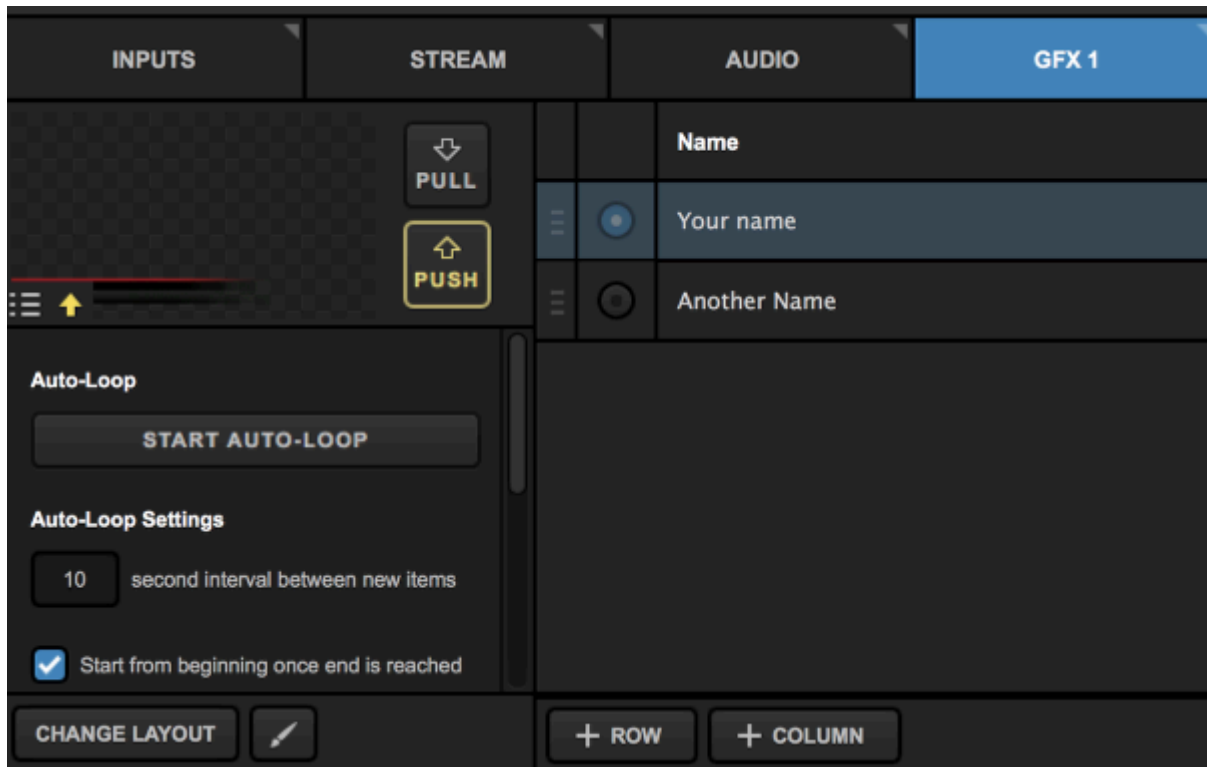 INPUTS
STREAM
AUDIO
GFX 1
PULL
PUSH
Name
Your name
Another Name
Auto-Loop
START AUTO-LOOP
Auto-Loop Settings
10 second interval between new items
Start from beginning once end is reached
CHANGE LAYOUT
+ ROW
+ COLUMN